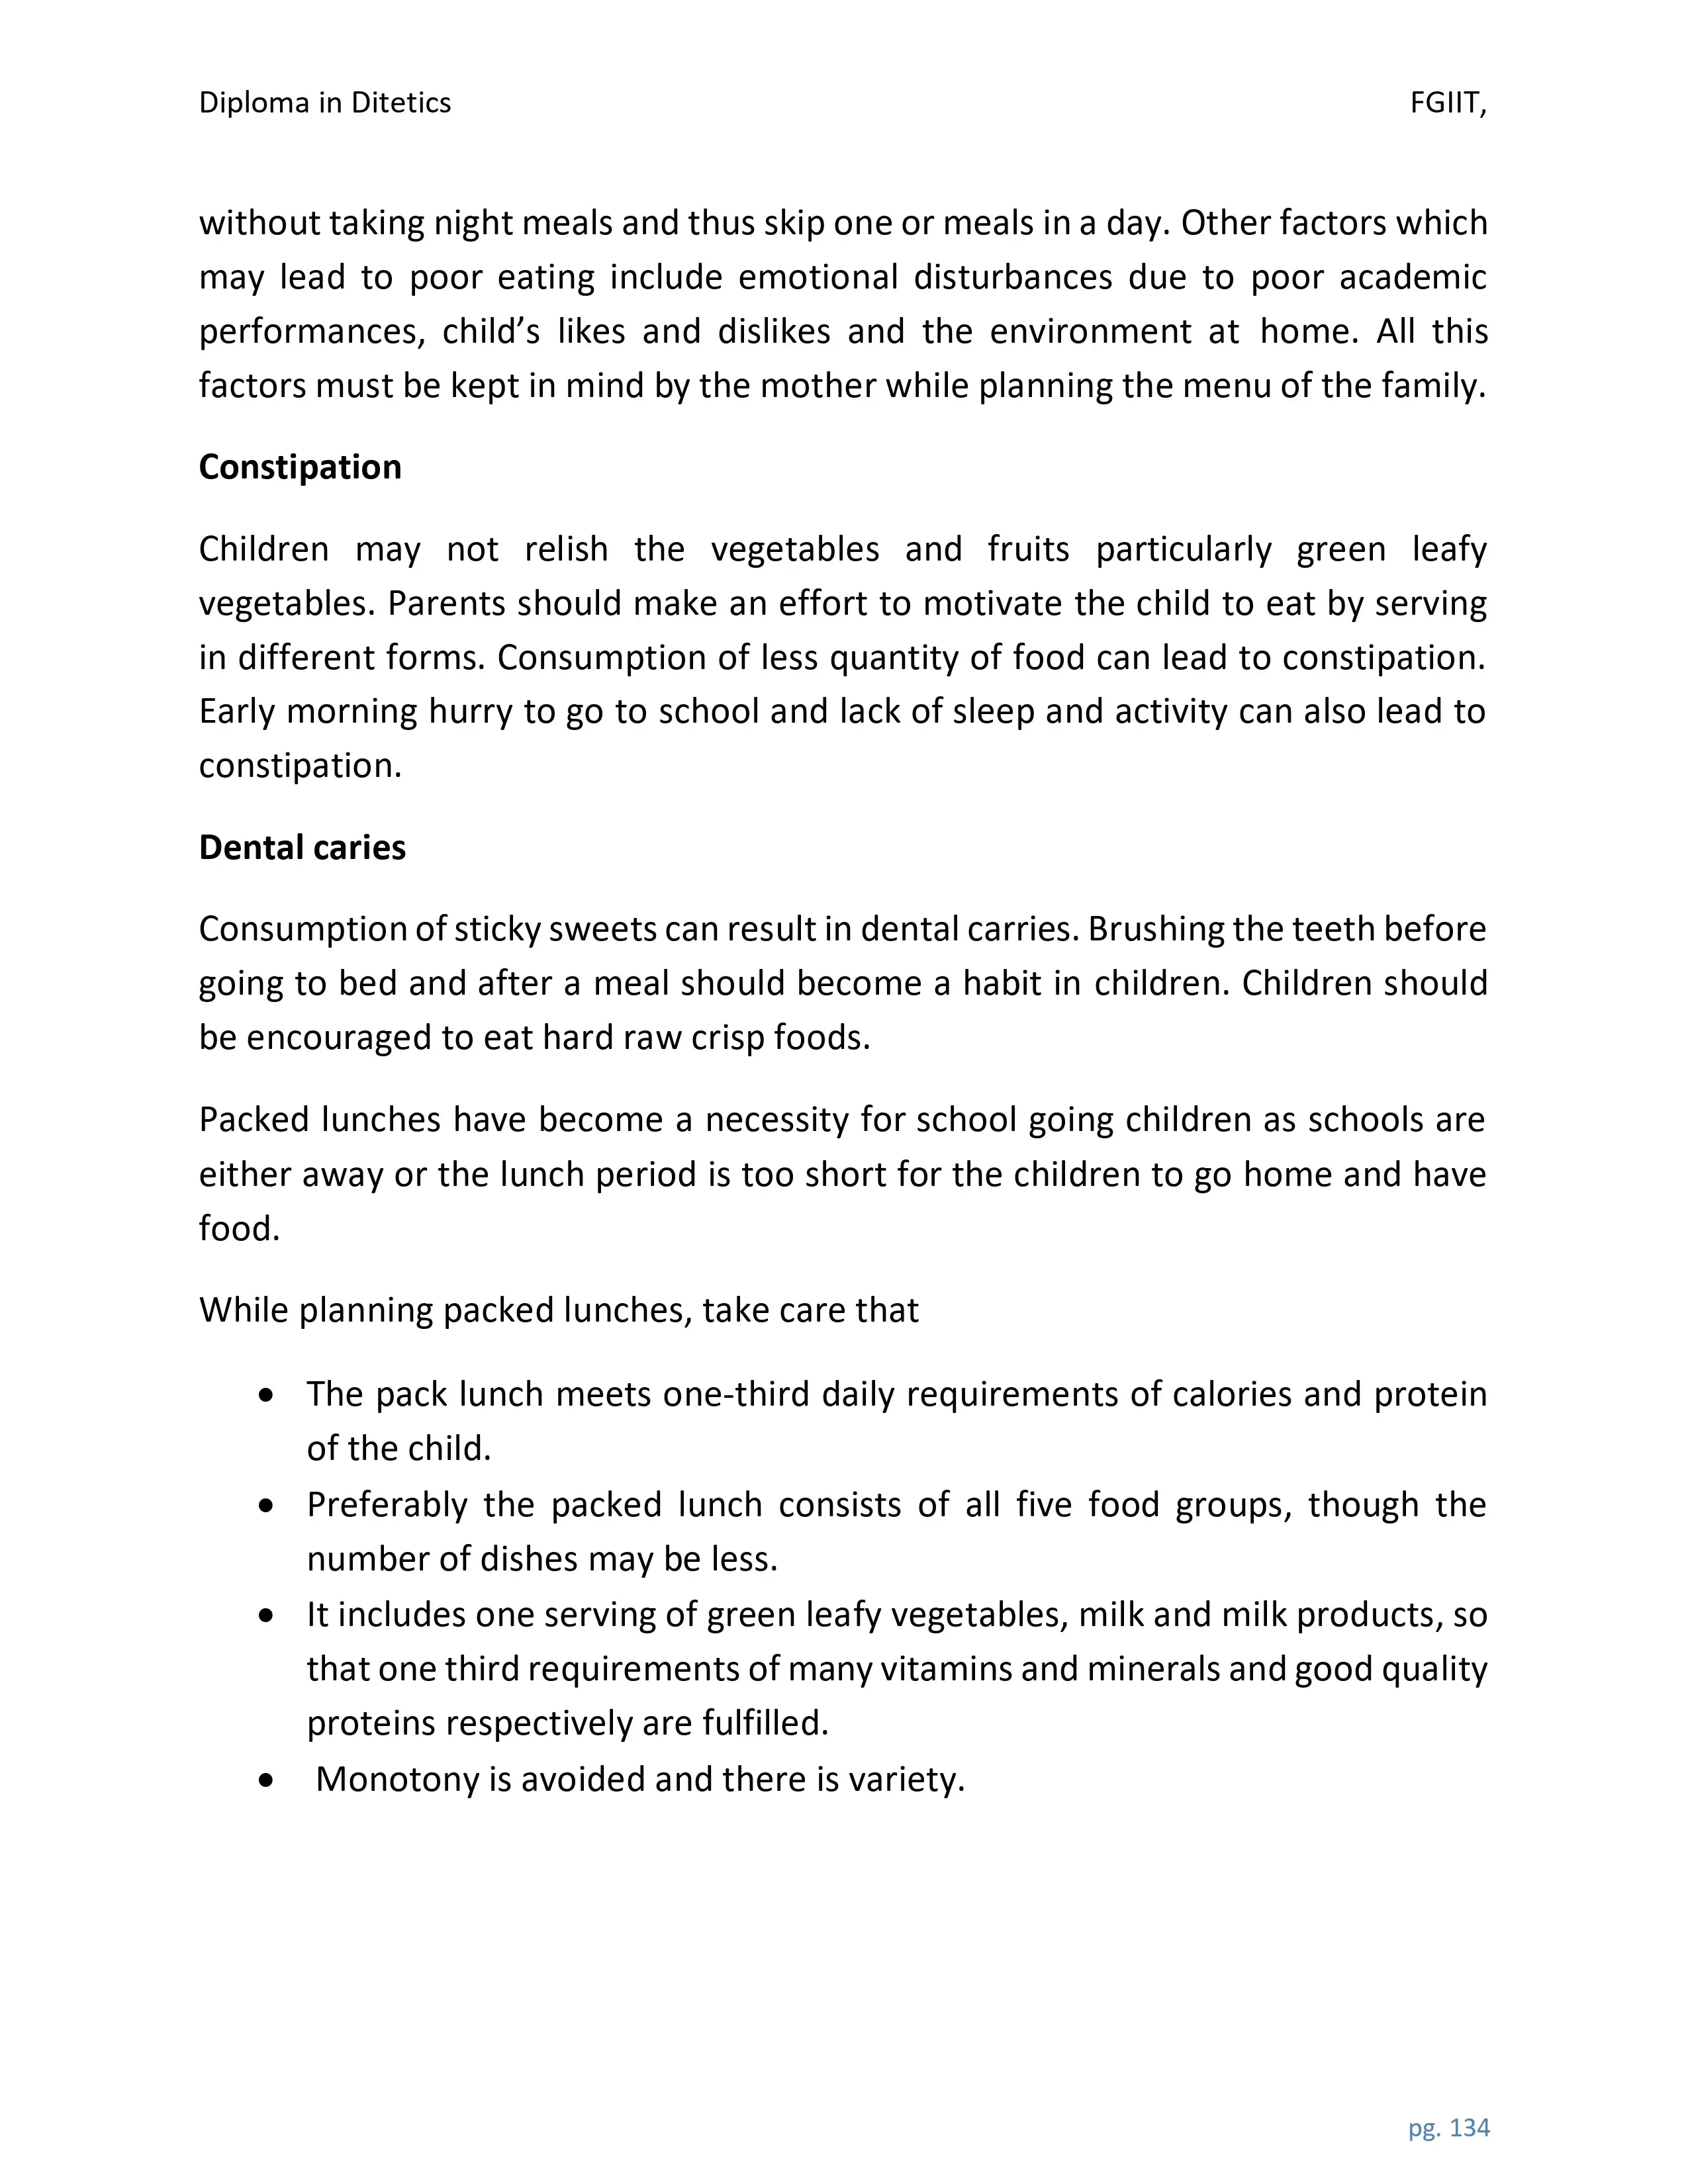 Diploma in Ditetics FGIIT,
without taking night meals and thus skip one or meals in a day. Other factors which
may lead to poor eating include emotional disturbances due to poor academic
performances, child’s likes and dislikes and the environment at home. All this
factors must be kept in mind by the mother while planning the menu of the family.
Constipation
Children may not relish the vegetables and fruits particularly green leafy
vegetables. Parents should make an effort to motivate the child to eat by serving
in different forms. Consumption of less quantity of food can lead to constipation.
Early morning hurry to go to school and lack of sleep and activity can also lead to
constipation.
Dental caries
Consumption of sticky sweets can result in dental carries. Brushing the teeth before
going to bed and after a meal should become a habit in children. Children should
be encouraged to eat hard raw crisp foods.
Packed lunches have become a necessity for school going children as schools are
either away or the lunch period is too short for the children to go home and have
food.
While planning packed lunches, take care that
• The pack lunch meets one-third daily requirements of calories and protein
of the child.
• Preferably the packed lunch consists of all five food groups, though the
number of dishes may be less.
• It includes one serving of green leafy vegetables, milk and milk products, so
that one third requirements of many vitamins and minerals and good quality
proteins respectively are fulfilled.
• Monotony is avoided and there is variety.
pg. 134